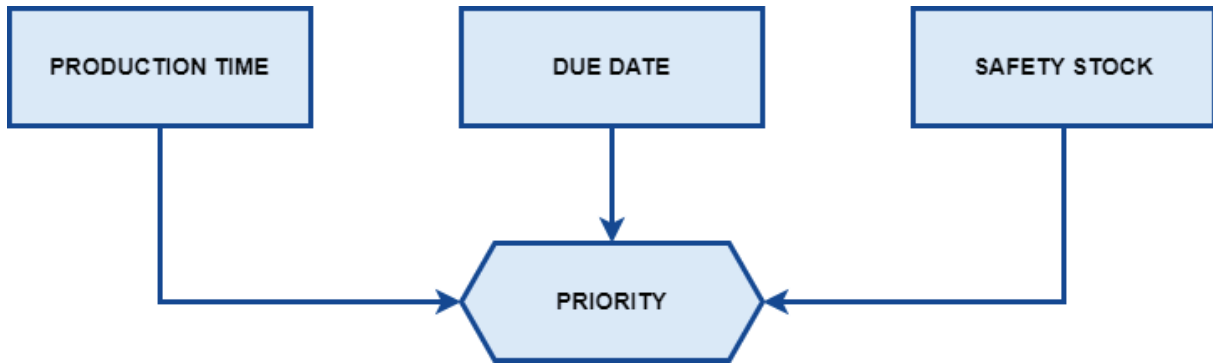 PRODUCTION TIME
DUE DATE
SAFETY STOCK
PRIORITY